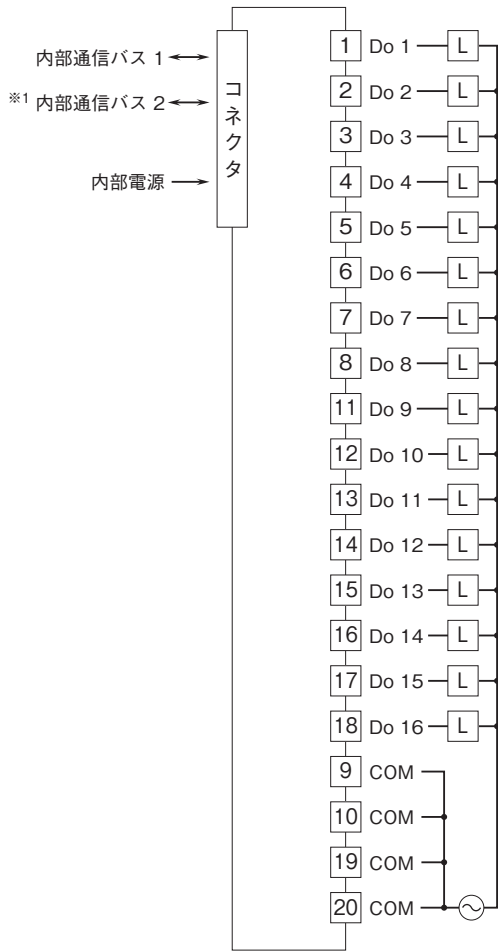 内部通信バス 1
※1 内部通信バス 2
内部電源
コネクタ
1 Do 1 L
2 Do 2 L
3 Do 3 L
4 Do 4 L
5 Do 5 L
6 Do 6 L
7 Do 7 L
8 Do 8 L
11 Do 9 L
12 Do 10 L
13 Do 11 L
14 Do 12 L
15 Do 13 L
16 Do 14 L
17 Do 15 L
18 Do 16 L
9 COM
10 COM
19 COM
20 COM